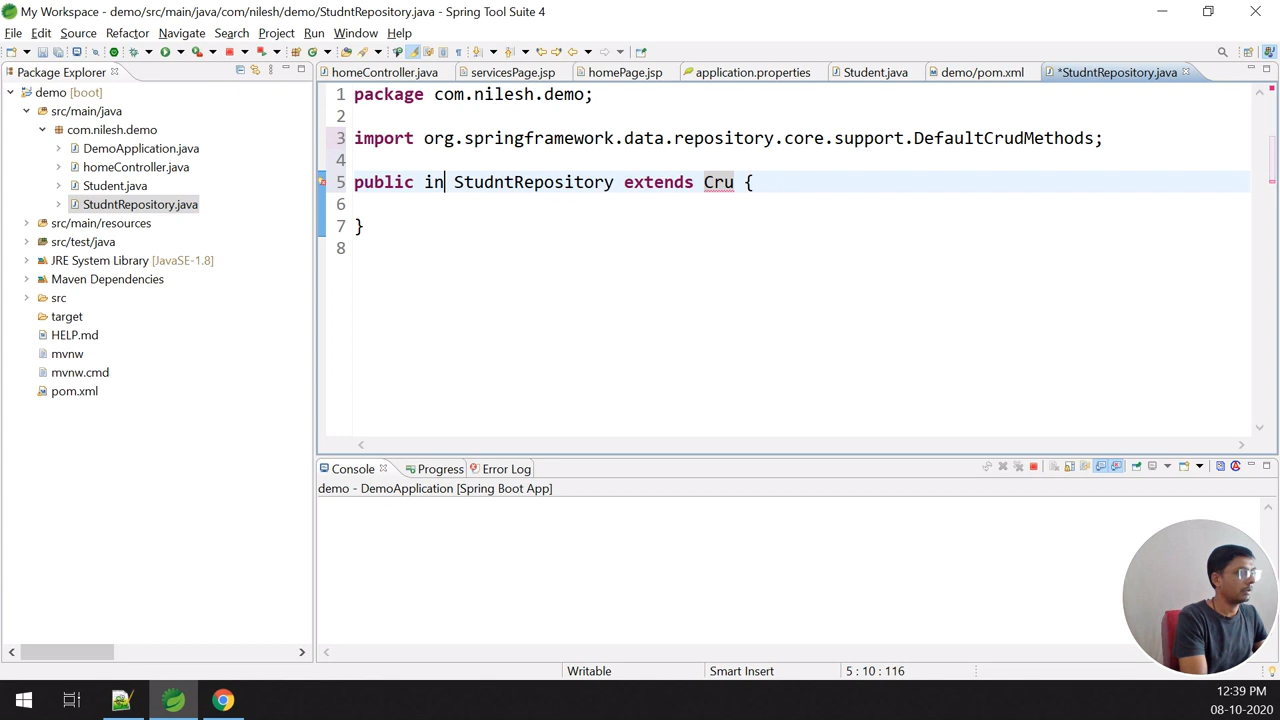 My Workspace - demo/src/main/java/com/nilesh/demo/StudntRepository.java - Spring Tool Suite 4
File Edit Source Refactor Navigate Search Project Run Window Help
Package Explorer
homeController.java servicesPage.jsp homePage.jsp application.properties Student.java demo/pom.xml *StudntRepository.java
demo [boot]
src/main/java
com.nilesh.demo
DemoApplication.java
homeController.java
Student.java
StudntRepository.java
src/main/resources
src/test/java
JRE System Library [JavaSE-1.8]
Maven Dependencies
src
target
HELP.md
mvnw
mvnw.cmd
pom.xml
1 package com.nilesh.demo;
2
3 import org.springframework.data.repository.core.support.DefaultCrudMethods;
4
5 public in StudntRepository extends Cru {
6
7 }
8
Console Progress Error Log
demo - DemoApplication [Spring Boot App]
Writable Smart Insert 5 : 10 : 116
12:39 PM
08-10-2020